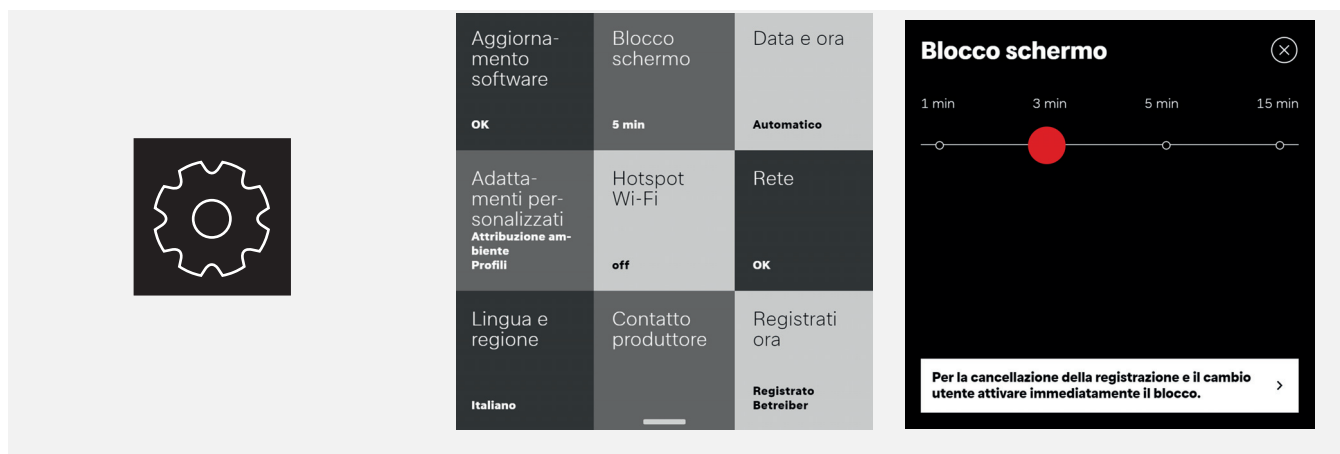 Aggiorna-
mento
software
OK
Blocco
schermo
5 min
Data e ora
Automatico
Adatta-
menti per-
sonalizzati
Attribuzione am-
biente
Profili
Hotspot
Wi-Fi
off
Rete
OK
Lingua e
regione
Italiano
Contatto
produttore
Registrati
ora
Registrato
Betreiber
Blocco schermo
1 min 3 min 5 min 15 min
Per la cancellazione della registrazione e il cambio
utente attivare immediatamente il blocco.